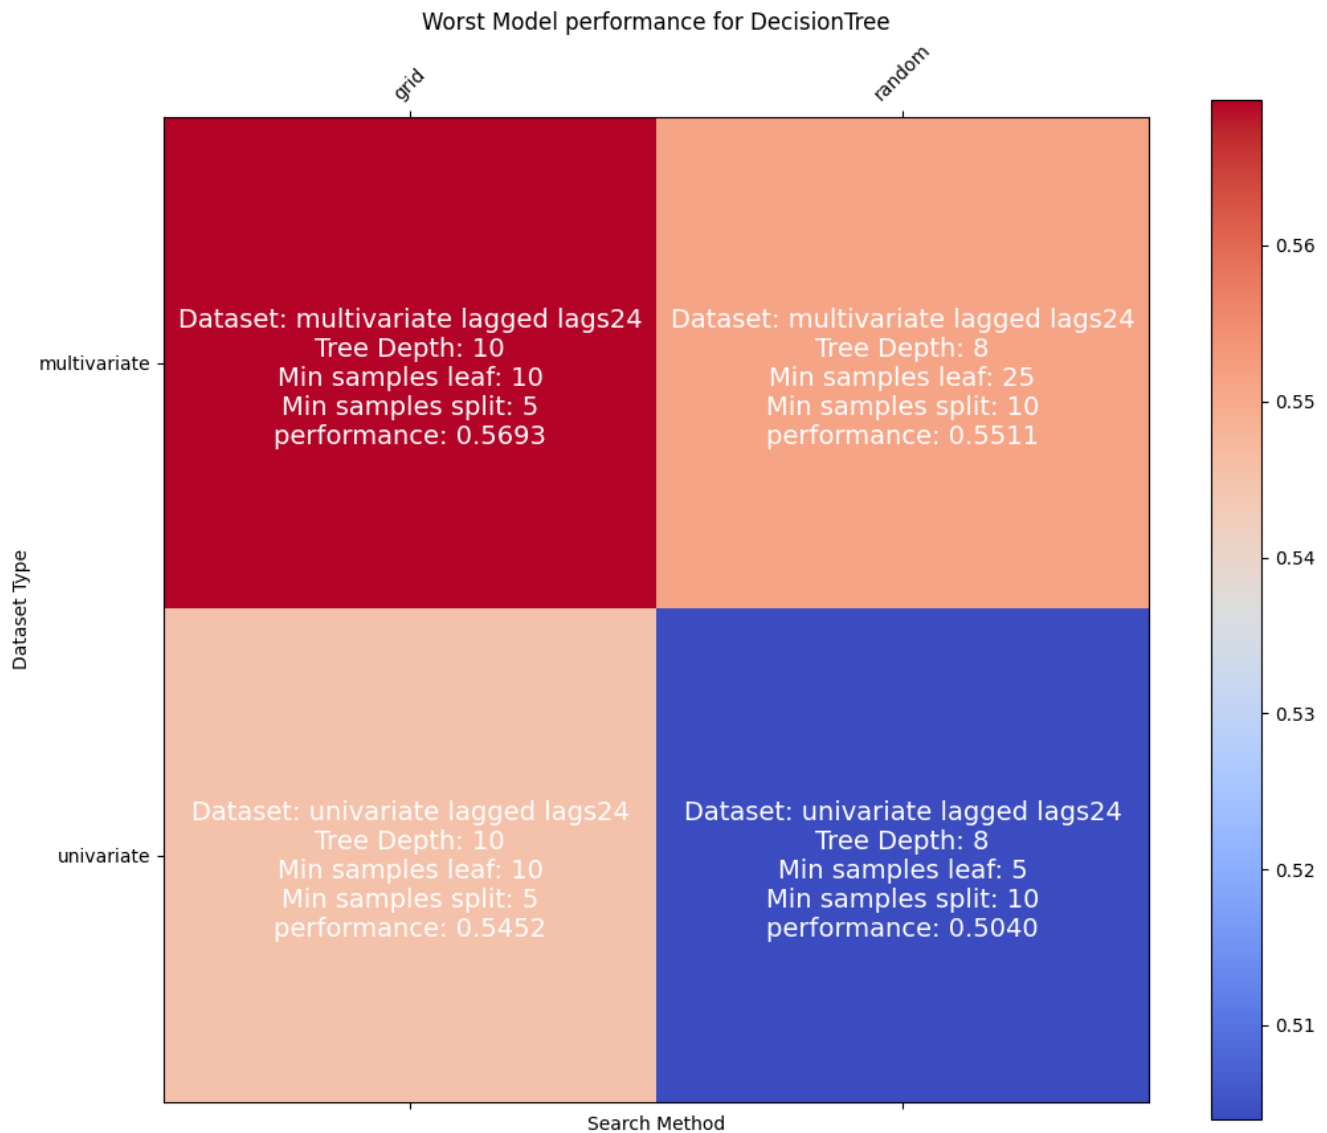 Worst Model performance for DecisionTree
grid
random
multivariate
Dataset: multivariate lagged lags24
Tree Depth: 10
Min samples leaf: 10
Min samples split: 5
performance: 0.5693
Dataset: multivariate lagged lags24
Tree Depth: 8
Min samples leaf: 25
Min samples split: 10
performance: 0.5511
Dataset Type
univariate
Dataset: univariate lagged lags24
Tree Depth: 10
Min samples leaf: 10
Min samples split: 5
performance: 0.5452
Dataset: univariate lagged lags24
Tree Depth: 8
Min samples leaf: 5
Min samples split: 10
performance: 0.5040
Search Method
0.56
0.55
0.54
0.53
0.52
0.51